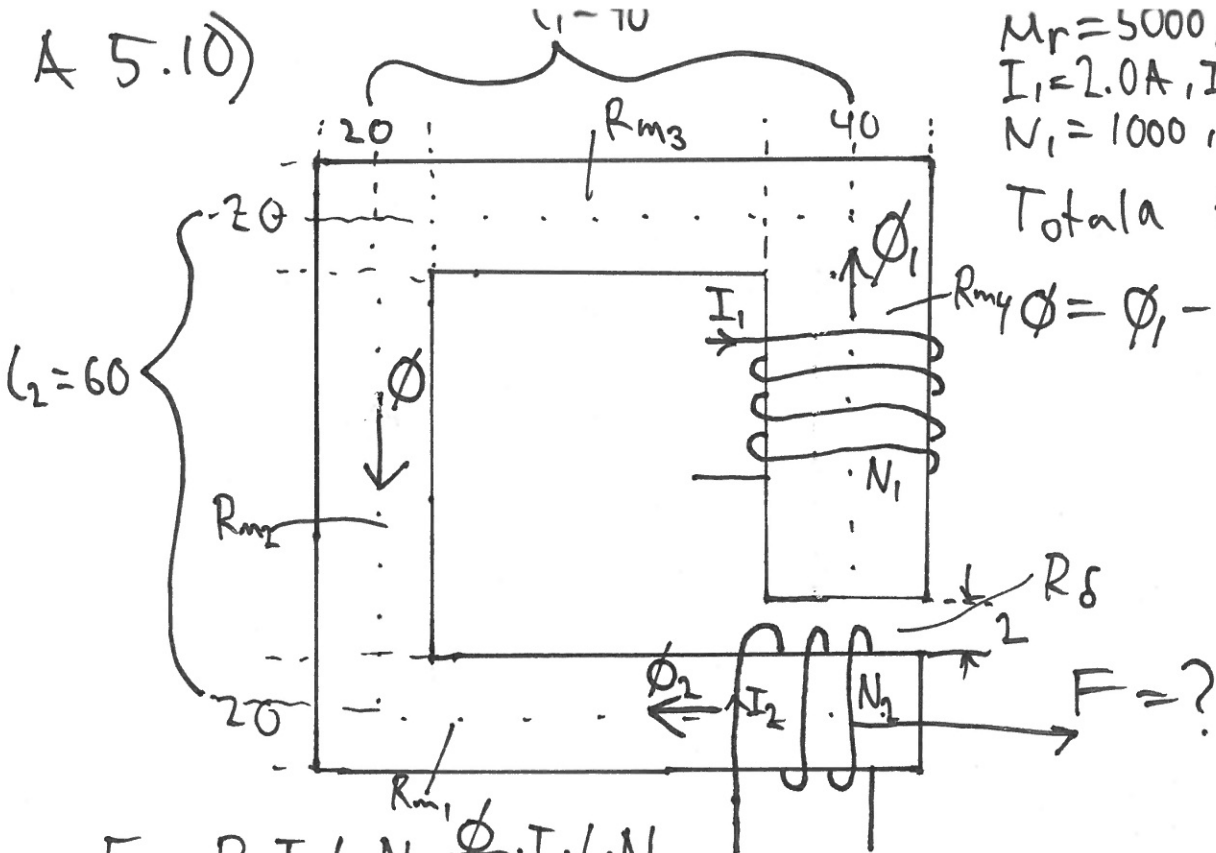 A 5.10)
μr = 5000
I₁ = 2.0A, I
N₁ = 1000,
Totala
Ø = Ø₁ -
20
40
Rm3
20
Ø₁
Rm4
I₁
l₂ = 60
Ø
N₁
Rm2
Rδ
2
Ø₂
I₂
N₂
F = ?
20
Rm1